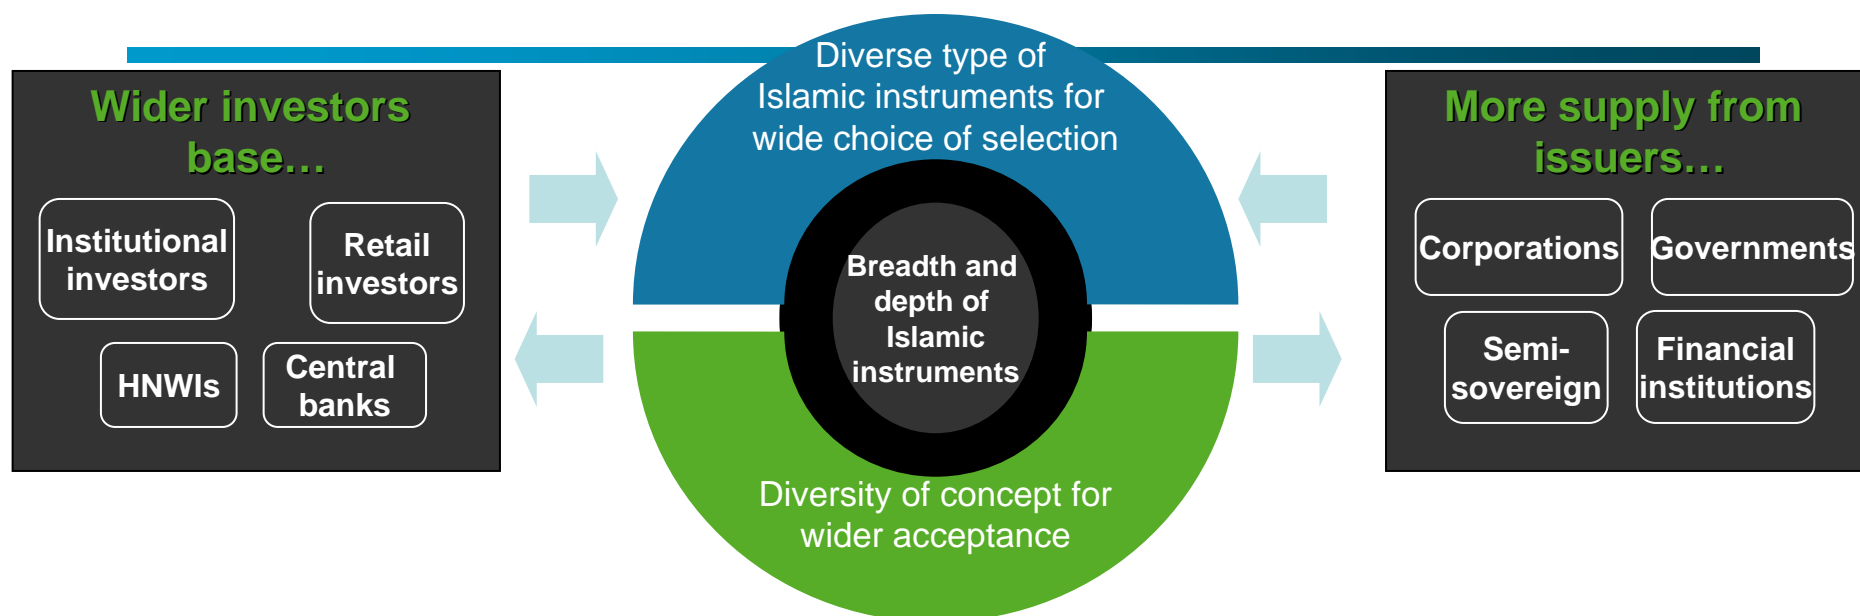 Wider investors
base…
Institutional
investors
Retail
investors
HNWIs
Central
banks
Diverse type of
Islamic instruments for
wide choice of selection
Breadth and
depth of
Islamic
instruments
Diversity of concept for
wider acceptance
More supply from
issuers…
Corporations
Governments
Semi-
sovereign
Financial
institutions